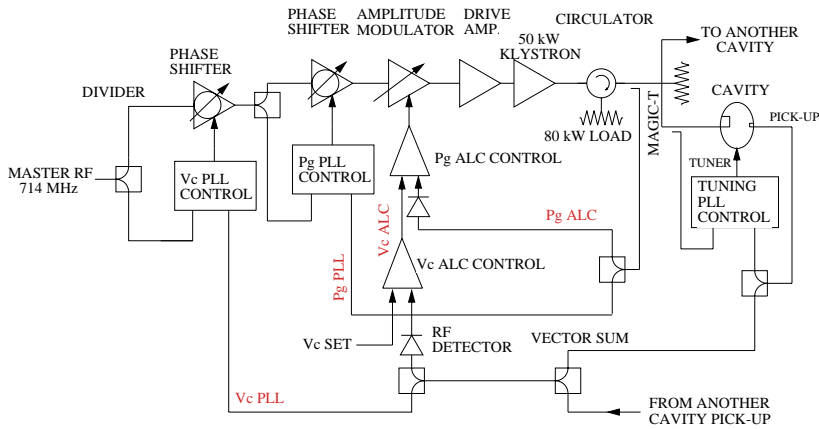 PHASE
SHIFTER
AMPLITUDE
MODULATOR
DRIVE
AMP.
50 kW
KLYSTRON
CIRCULATOR
TO ANOTHER
CAVITY
PHASE
SHIFTER
DIVIDER
CAVITY
PICK-UP
80 kW LOAD
MAGIC-T
MASTER RF
714 MHz
Vc PLL
CONTROL
Pg PLL
CONTROL
Pg ALC CONTROL
TUNER
TUNING
PLL
CONTROL
Vc ALC
Pg ALC
Pg PLL
Vc ALC CONTROL
Vc SET
RF
DETECTOR
VECTOR SUM
Vc PLL
FROM ANOTHER
CAVITY PICK-UP